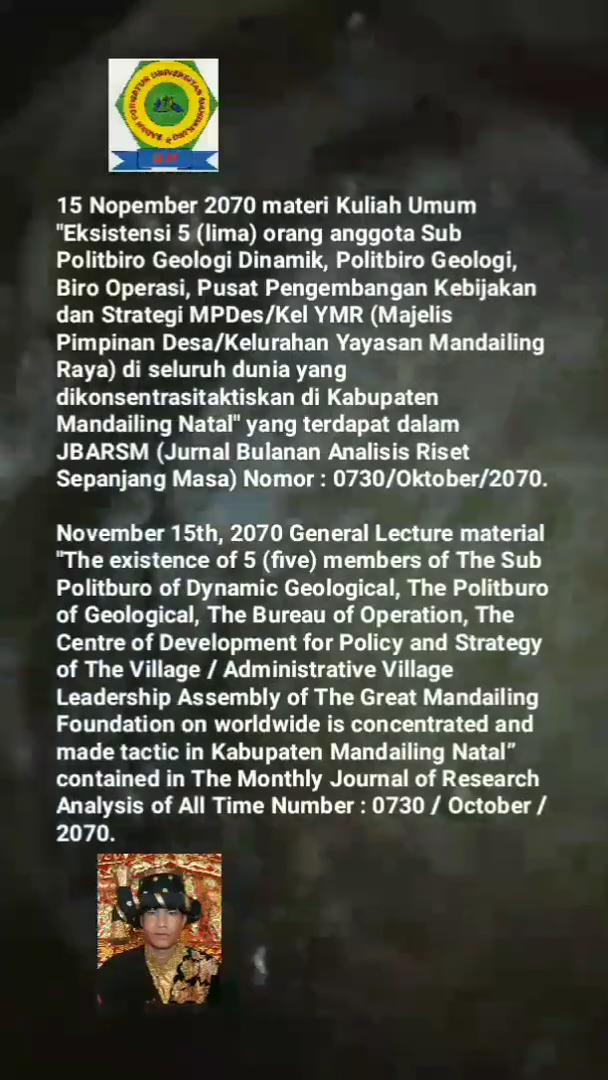 BADAN FORMATUR UNIVERSITAS MANDAILING
15 Nopember 2070 materi Kuliah Umum
"Eksistensi 5 (lima) orang anggota Sub
Politbiro Geologi Dinamik, Politbiro Geologi,
Biro Operasi, Pusat Pengembangan Kebijakan
dan Strategi MPDes/Kel YMR (Majelis
Pimpinan Desa/Kelurahan Yayasan Mandailing
Raya) di seluruh dunia yang
dikonsentrasitaktiskan di Kabupaten
Mandailing Natal" yang terdapat dalam
JBARSM (Jurnal Bulanan Analisis Riset
Sepanjang Masa) Nomor : 0730/Oktober/2070.
November 15th, 2070 General Lecture material
"The existence of 5 (five) members of The Sub
Politburo of Dynamic Geological, The Politburo
of Geological, The Bureau of Operation, The
Centre of Development for Policy and Strategy
of The Village / Administrative Village
Leadership Assembly of The Great Mandailing
Foundation on worldwide is concentrated and
made tactic in Kabupaten Mandailing Natal”
contained in The Monthly Journal of Research
Analysis of All Time Number : 0730 / October /
2070.